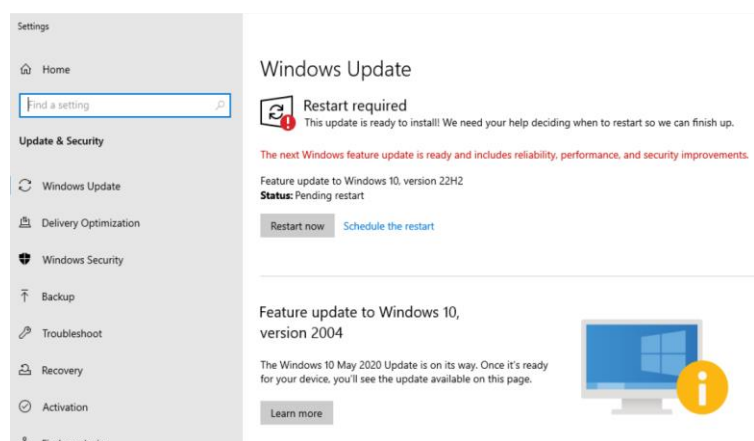 Settings
Home
Find a setting
Update & Security
Windows Update
Delivery Optimization
Windows Security
Backup
Troubleshoot
Recovery
Activation
Windows Update
Restart required
This update is ready to install! We need your help deciding when to restart so we can finish up.
The next Windows feature update is ready and includes reliability, performance, and security improvements.
Feature update to Windows 10, version 22H2
Status: Pending restart
Restart now Schedule the restart
Feature update to Windows 10,
version 2004
The Windows 10 May 2020 Update is on its way. Once it's ready
for your device, you'll see the update available on this page.
Learn more